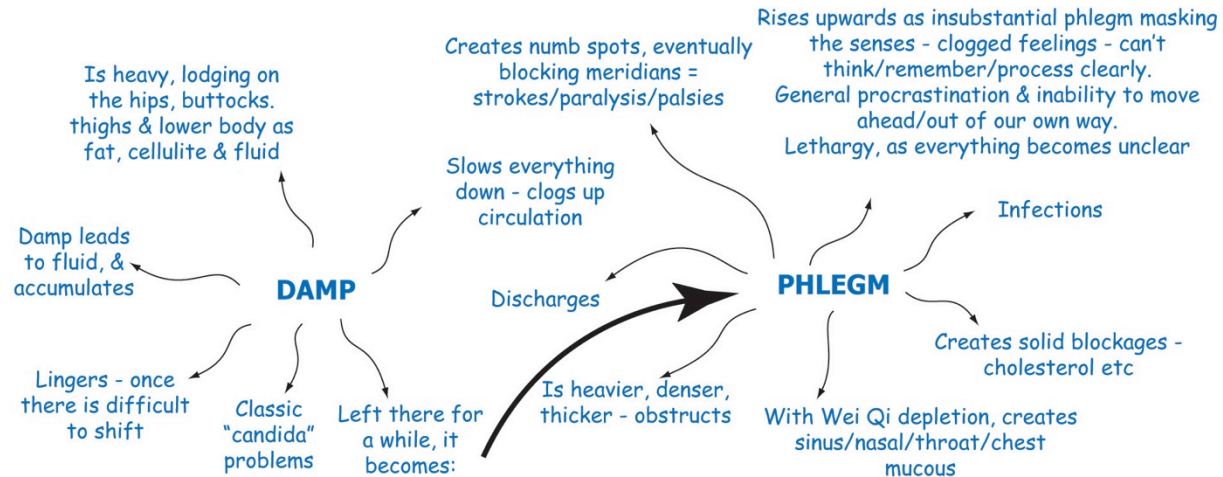 Is heavy, lodging on
the hips, buttocks.
thighs & lower body as
fat, cellulite & fluid
Slows everything
down - clogs up
circulation
Damp leads
to fluid, &
accumulates
DAMP
Lingers - once
there is difficult
to shift
Classic
"candida"
problems
Left there for
a while, it
becomes:
Creates numb spots, eventually
blocking meridians =
strokes/paralysis/palsies
Rises upwards as insubstantial phlegm masking
the senses - clogged feelings - can't
think/remember/process clearly.
General procrastination & inability to move
ahead/out of our own way.
Lethargy, as everything becomes unclear
Infections
Discharges
PHLEGM
Is heavier, denser,
thicker - obstructs
With Wei Qi depletion, creates
sinus/nasal/throat/chest
mucous
Creates solid blockages -
cholesterol etc